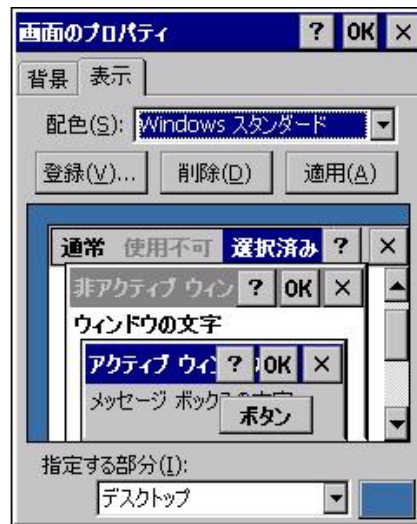 画面のプロパティ ? OK ×
背景 表示
配色(S): Windows スタンダード
登録(V)... 削除(D) 適用(A)
通常 使用不可 選択済み ? ×
非アクティブ ウィン ? OK ×
ウィンドウの文字
アクティブ ウィ ? OK ×
メッセージ ボック
ボタン
指定する部分(I):
デスクトップ